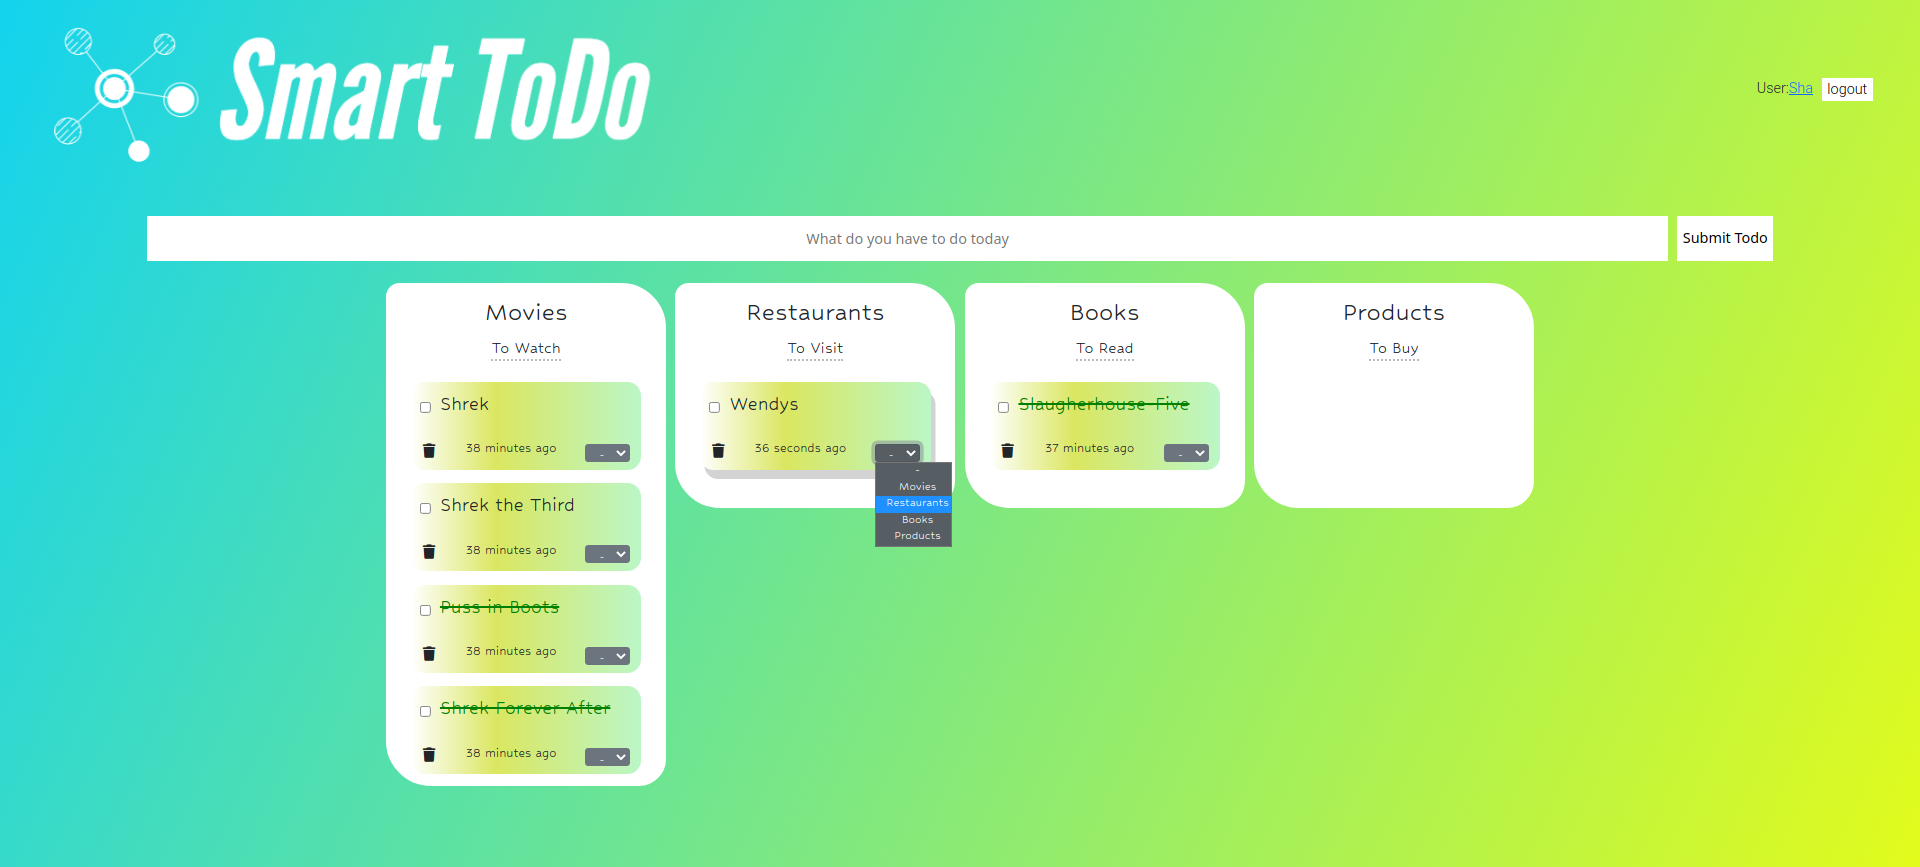 Smart ToDo
User:Sha logout
What do you have to do today
Submit Todo
Movies
To Watch
Shrek
38 minutes ago
-
Shrek the Third
38 minutes ago
-
Puss in Boots
38 minutes ago
-
Shrek Forever After
38 minutes ago
-
Restaurants
To Visit
Wendys
36 seconds ago
-
-
Movies
Restaurants
Books
Products
Books
To Read
Slaugherhouse-Five
37 minutes ago
-
Products
To Buy